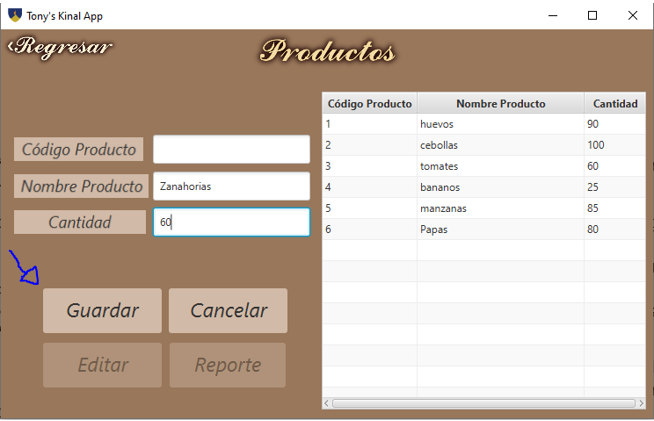 Tony's Kinal App
‹Regresar
Productos
Código Producto
Nombre Producto
Zanahorias
Cantidad
60
Guardar
Cancelar
Editar
Reporte
Código Producto Nombre Producto Cantidad
1 huevos 90
2 cebollas 100
3 tomates 60
4 bananos 25
5 manzanas 85
6 Papas 80